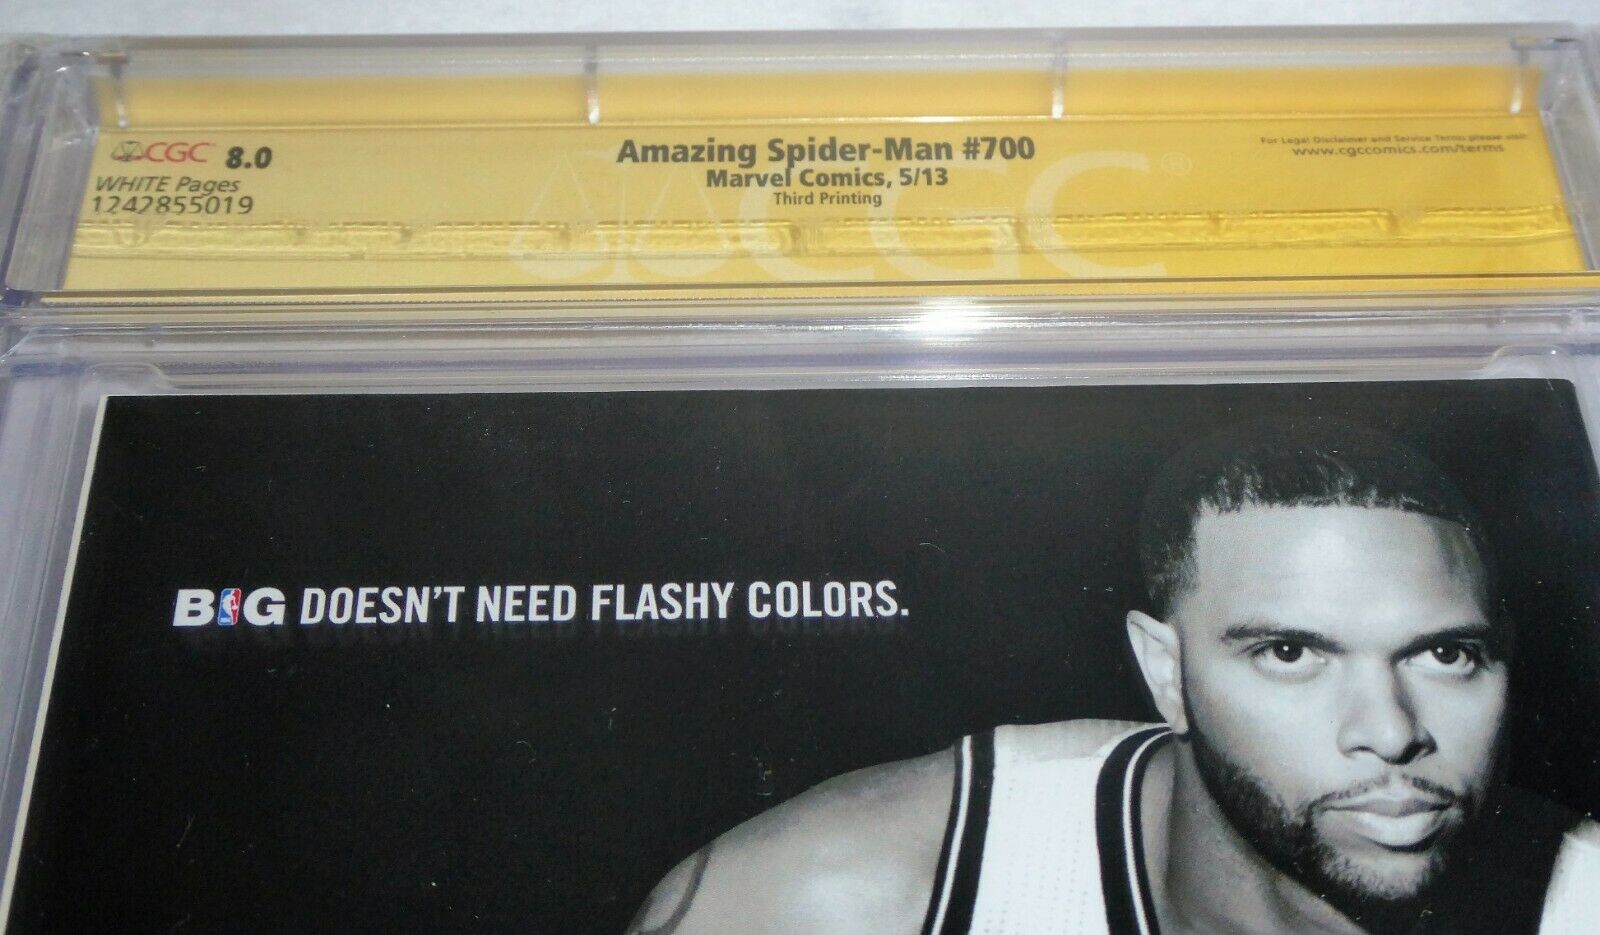 CGC 8.0
WHITE Pages
1242855019
Amazing Spider-Man #700
Marvel Comics, 5/13
Third Printing
For Legal Disclaimer and Service Terms please visit
www.cgccomics.com/terms
CGC®
BIG DOESN'T NEED FLASHY COLORS.